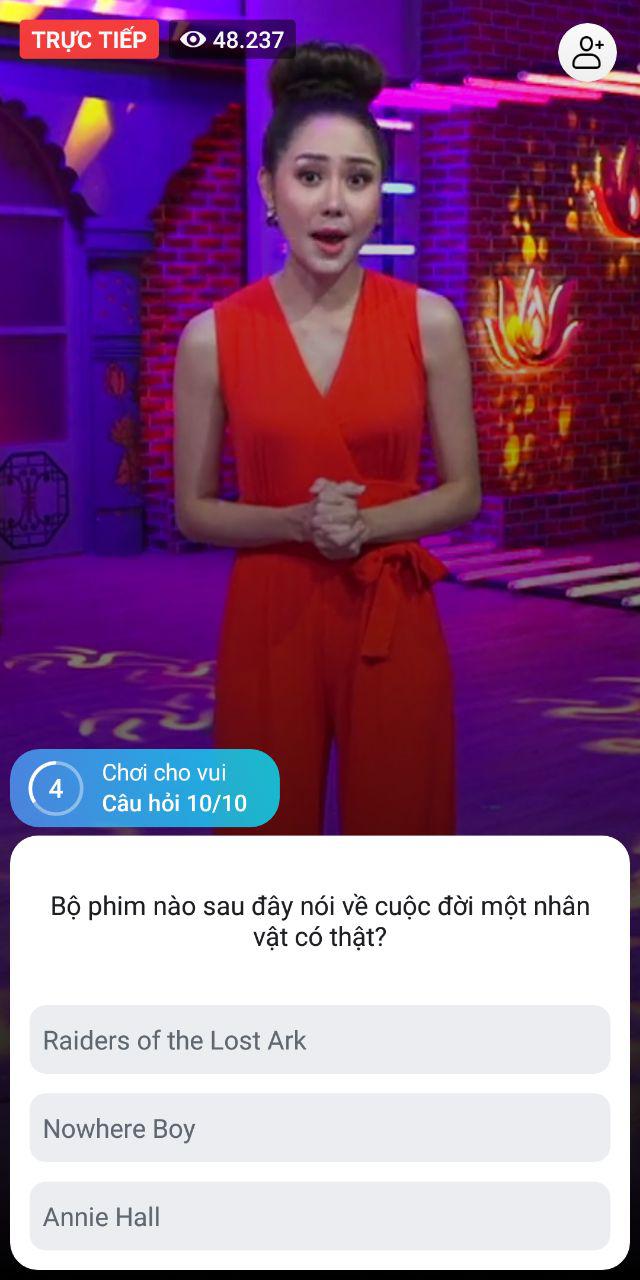 TRỰC TIẾP 48.237
4
Chơi cho vui
Câu hỏi 10/10
Bộ phim nào sau đây nói về cuộc đời một nhân
vật có thật?
Raiders of the Lost Ark
Nowhere Boy
Annie Hall